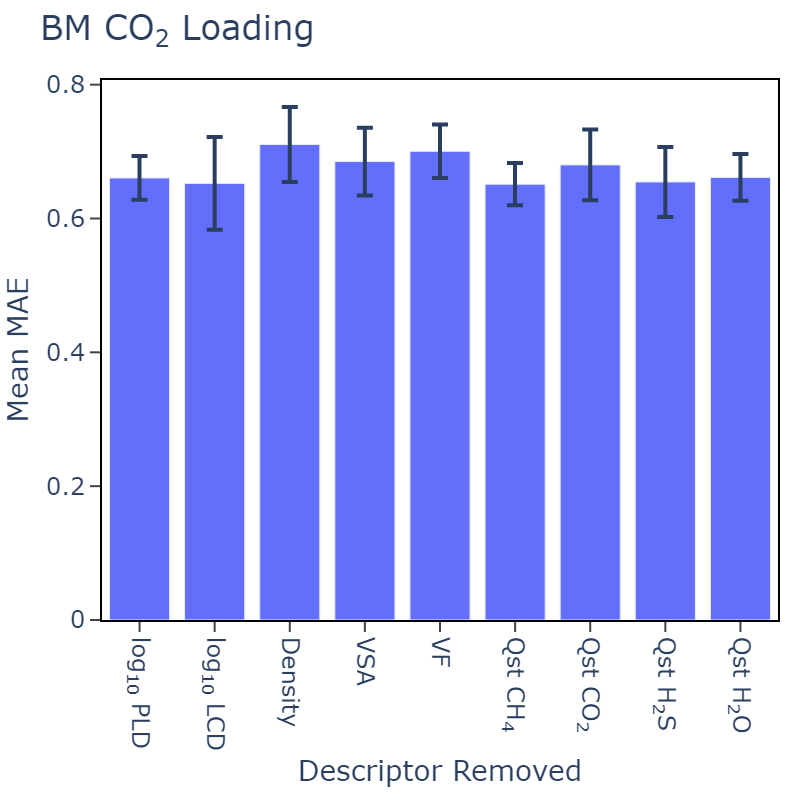 BM CO₂ Loading
0.8
0.6
0.4
0.2
0
Mean MAE
log₁₀ PLD
log₁₀ LCD
Density
VSA
VF
Qst CH₄
Qst CO₂
Qst H₂S
Qst H₂O
Descriptor Removed